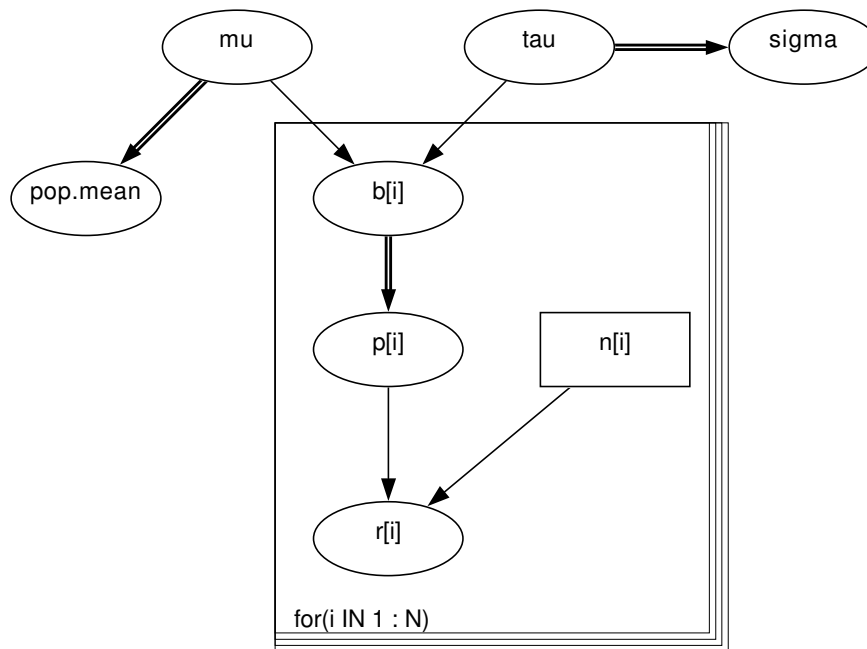 mu
tau
sigma
pop.mean
b[i]
p[i]
n[i]
r[i]
for(i IN 1 : N)